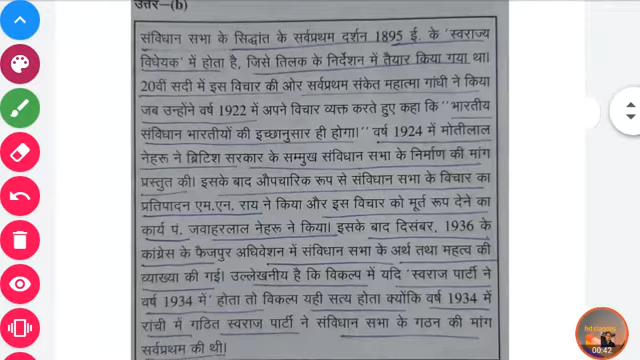 उत्तर—(b)
संविधान सभा के सिद्धांत के सर्वप्रथम दर्शन 1895 ई. के ‘स्वराज्य
विधेयक’ में होता है, जिसे तिलक के निर्देशन में तैयार किया गया था।
20वीं सदी में इस विचार की ओर सर्वप्रथम संकेत महात्मा गांधी ने किया
जब उन्होंने वर्ष 1922 में अपने विचार व्यक्त करते हुए कहा कि “भारतीय
संविधान भारतीयों की इच्छानुसार ही होगा।” वर्ष 1924 में मोतीलाल
नेहरू ने ब्रिटिश सरकार के सम्मुख संविधान सभा के निर्माण की मांग
प्रस्तुत की। इसके बाद औपचारिक रूप से संविधान सभा के विचार का
प्रतिपादन एम.एन. राय ने किया और इस विचार को मूर्त रूप देने का
कार्य पं. जवाहरलाल नेहरू ने किया। इसके बाद दिसंबर, 1936 के
कांग्रेस के फैजपुर अधिवेशन में संविधान सभा के अर्थ तथा महत्व की
व्याख्या की गई। उल्लेखनीय है कि विकल्प में यदि ‘स्वराज पार्टी ने
वर्ष 1934 में’ होता तो विकल्प यही सत्य होता क्योंकि वर्ष 1934 में
रांची में गठित स्वराज पार्टी ने संविधान सभा के गठन की मांग
सर्वप्रथम की थी।
hd classes
00:42